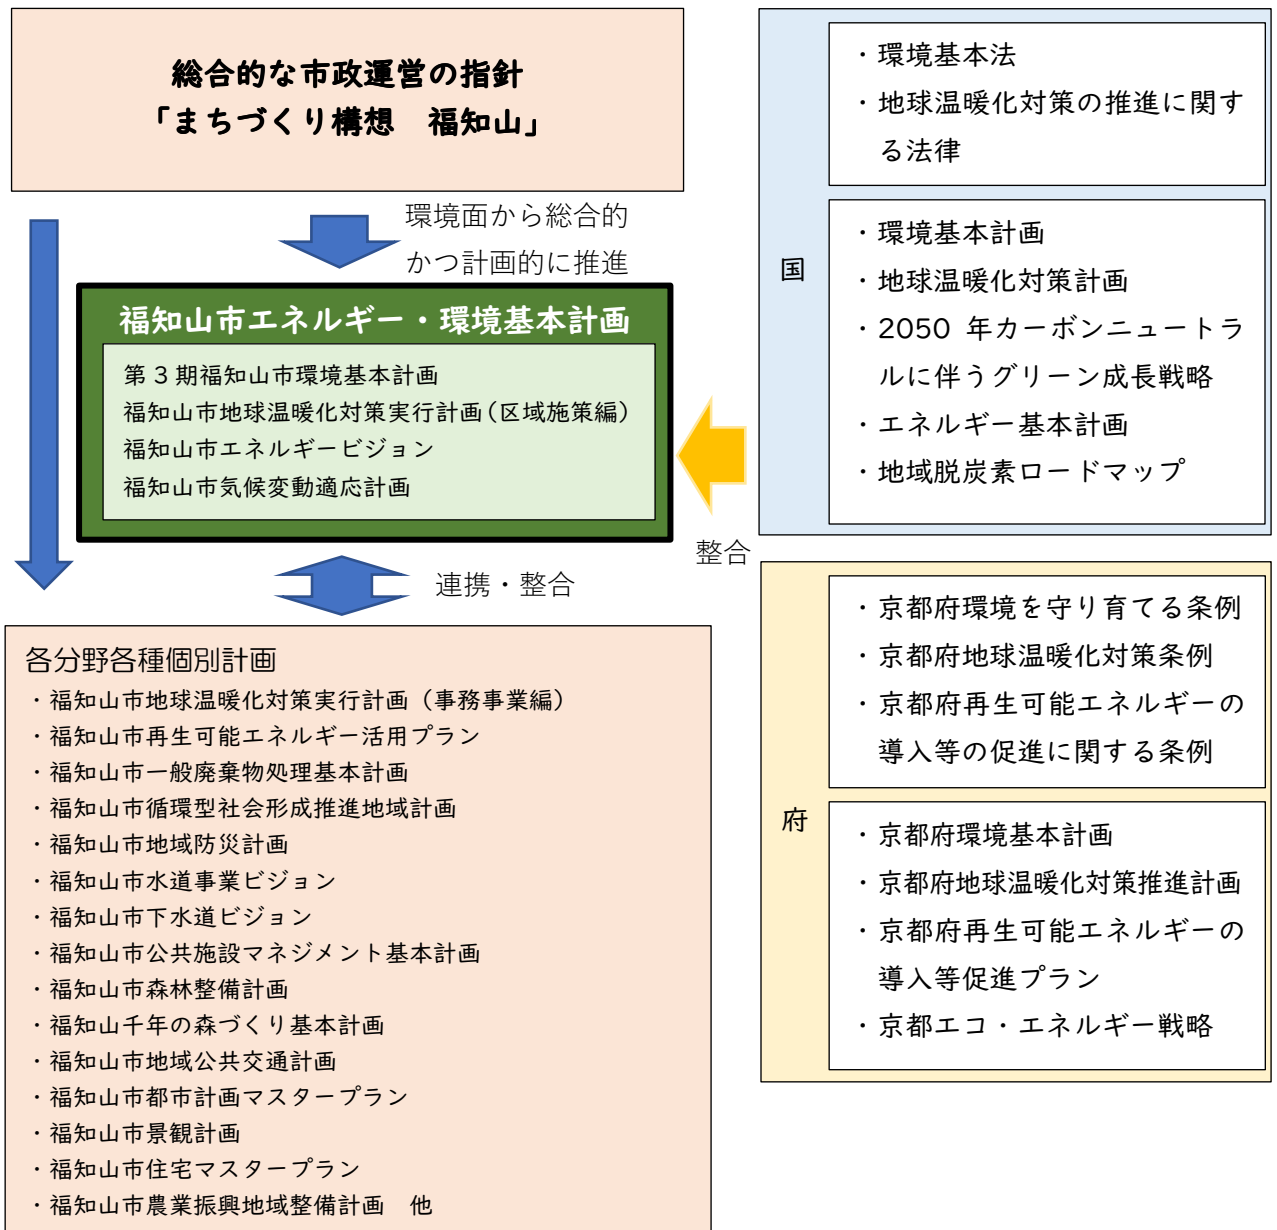 総合的な市政運営の指針
「まちづくり構想　福知山」
環境面から総合的
かつ計画的に推進
福知山市エネルギー・環境基本計画
第３期福知山市環境基本計画
福知山市地球温暖化対策実行計画(区域施策編)
福知山市エネルギービジョン
福知山市気候変動適応計画
整合
連携・整合
各分野各種個別計画
・福知山市地球温暖化対策実行計画（事務事業編）
・福知山市再生可能エネルギー活用プラン
・福知山市一般廃棄物処理基本計画
・福知山市循環型社会形成推進地域計画
・福知山市地域防災計画
・福知山市水道事業ビジョン
・福知山市下水道ビジョン
・福知山市公共施設マネジメント基本計画
・福知山市森林整備計画
・福知山千年の森づくり基本計画
・福知山市地域公共交通計画
・福知山市都市計画マスタープラン
・福知山市景観計画
・福知山市住宅マスタープラン
・福知山市農業振興地域整備計画　他
国
・環境基本法
・地球温暖化対策の推進に関す
る法律
・環境基本計画
・地球温暖化対策計画
・2050 年カーボンニュートラ
ルに伴うグリーン成長戦略
・エネルギー基本計画
・地域脱炭素ロードマップ
府
・京都府環境を守り育てる条例
・京都府地球温暖化対策条例
・京都府再生可能エネルギーの
導入等の促進に関する条例
・京都府環境基本計画
・京都府地球温暖化対策推進計画
・京都府再生可能エネルギーの
導入等促進プラン
・京都エコ・エネルギー戦略